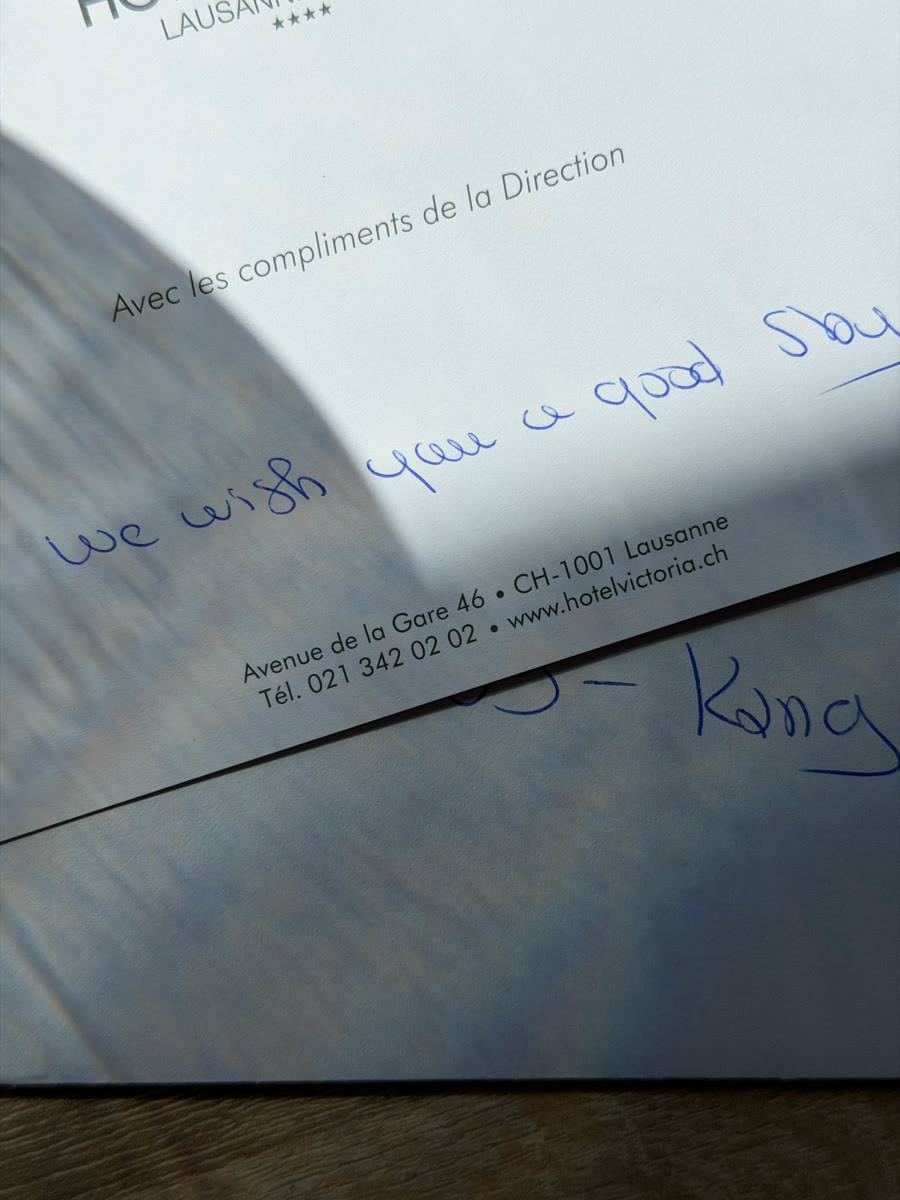 LAUSANNE
★★★★
Avec les compliments de la Direction
we wish you a good stay
Avenue de la Gare 46 • CH-1001 Lausanne
Tél. 021 342 02 02 • www.hotelvictoria.ch
- Kang